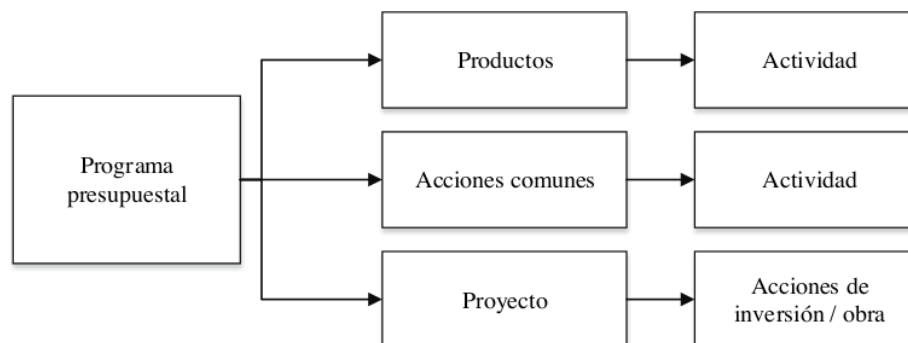 Productos
Actividad
Programa
presupuestal
Acciones comunes
Actividad
Proyecto
Acciones de
inversión / obra